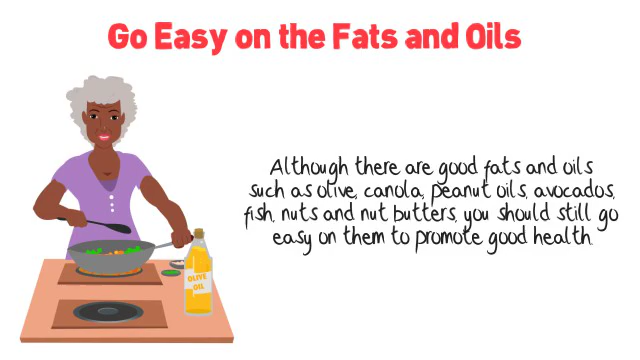 Go Easy on the Fats and Oils
Although there are good fats and oils
such as olive, canola, peanut oils, avocados,
fish, nuts and nut butters, you should still go
easy on them to promote good health.
OLIVE
OIL